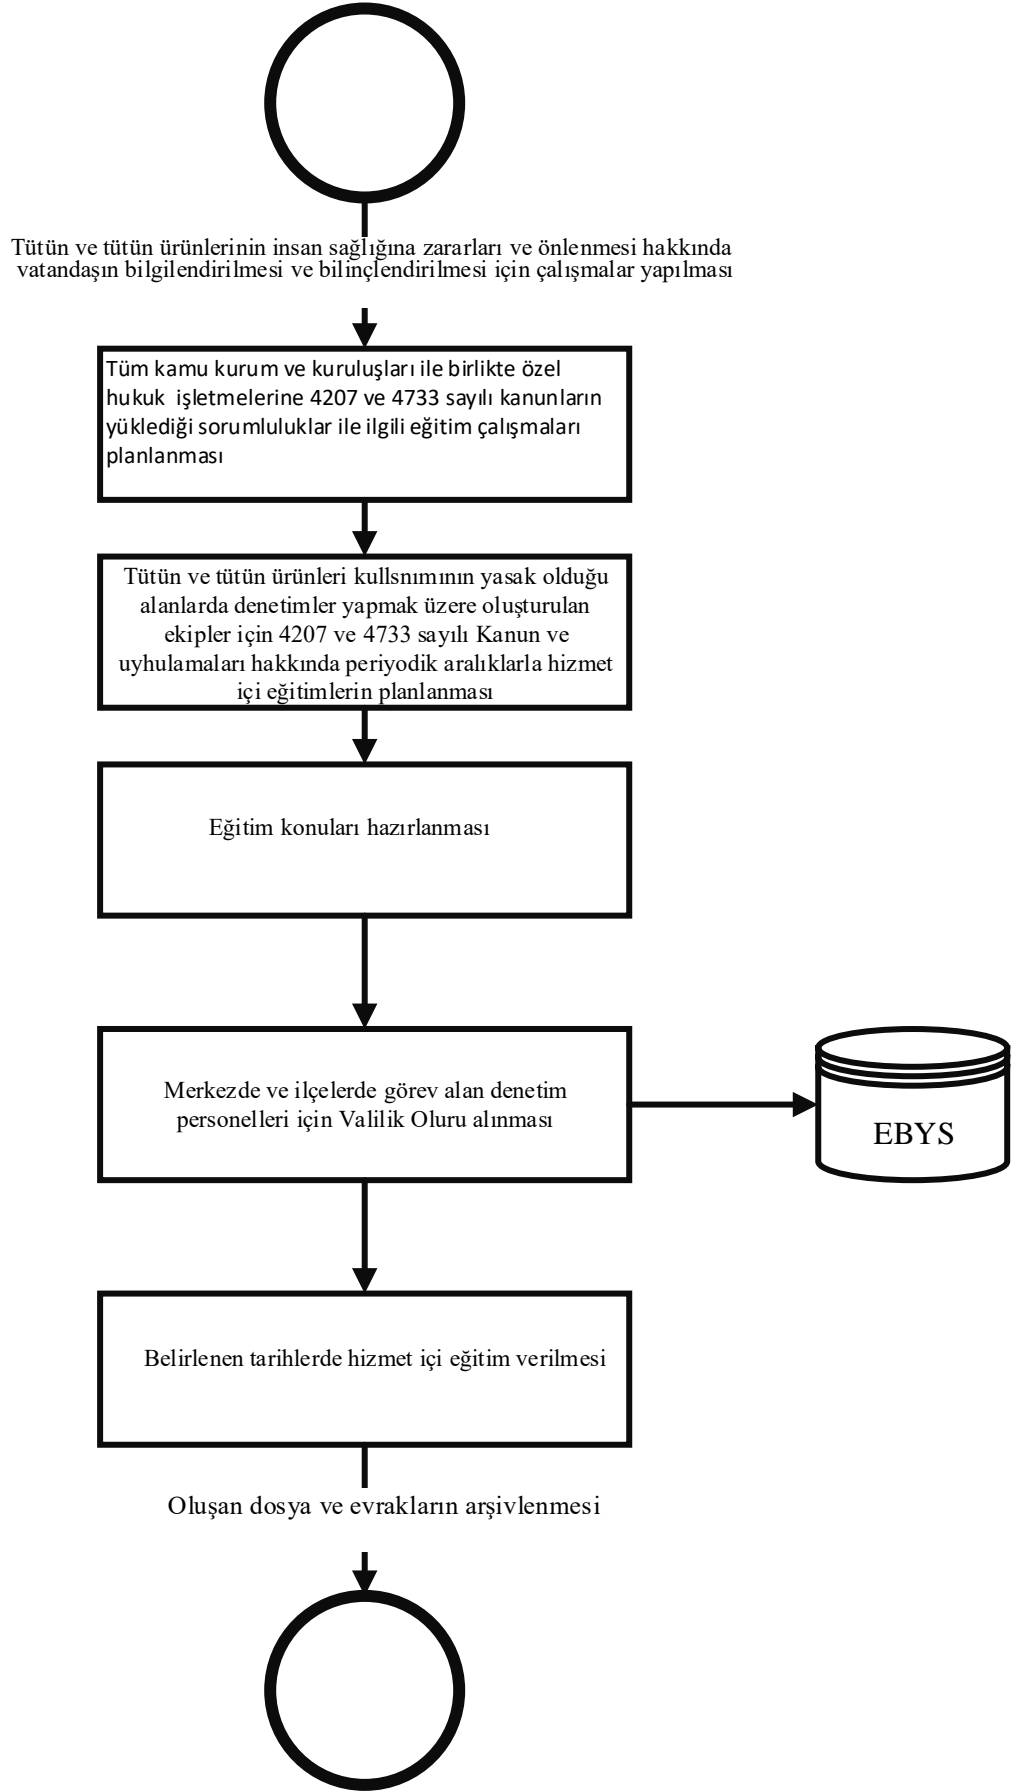 Tütün ve tütün ürünlerinin insan sağlığına zararları ve önlenmesi hakkında
vatandaşın bilgilendirilmesi ve bilinçlendirilmesi için çalışmalar yapılması
Tüm kamu kurum ve kuruluşları ile birlikte özel
hukuk işletmelerine 4207 ve 4733 sayılı kanunların
yüklediği sorumluluklar ile ilgili eğitim çalışmaları
planlanması
Tütün ve tütün ürünleri kullsnımının yasak olduğu
alanlarda denetimler yapmak üzere oluşturulan
ekipler için 4207 ve 4733 sayılı Kanun ve
uyhulamaları hakkında periyodik aralıklarla hizmet
içi eğitimlerin planlanması
Eğitim konuları hazırlanması
Merkezde ve ilçelerde görev alan denetim
personelleri için Valilik Oluru alınması
EBYS
Belirlenen tarihlerde hizmet içi eğitim verilmesi
Oluşan dosya ve evrakların arşivlenmesi